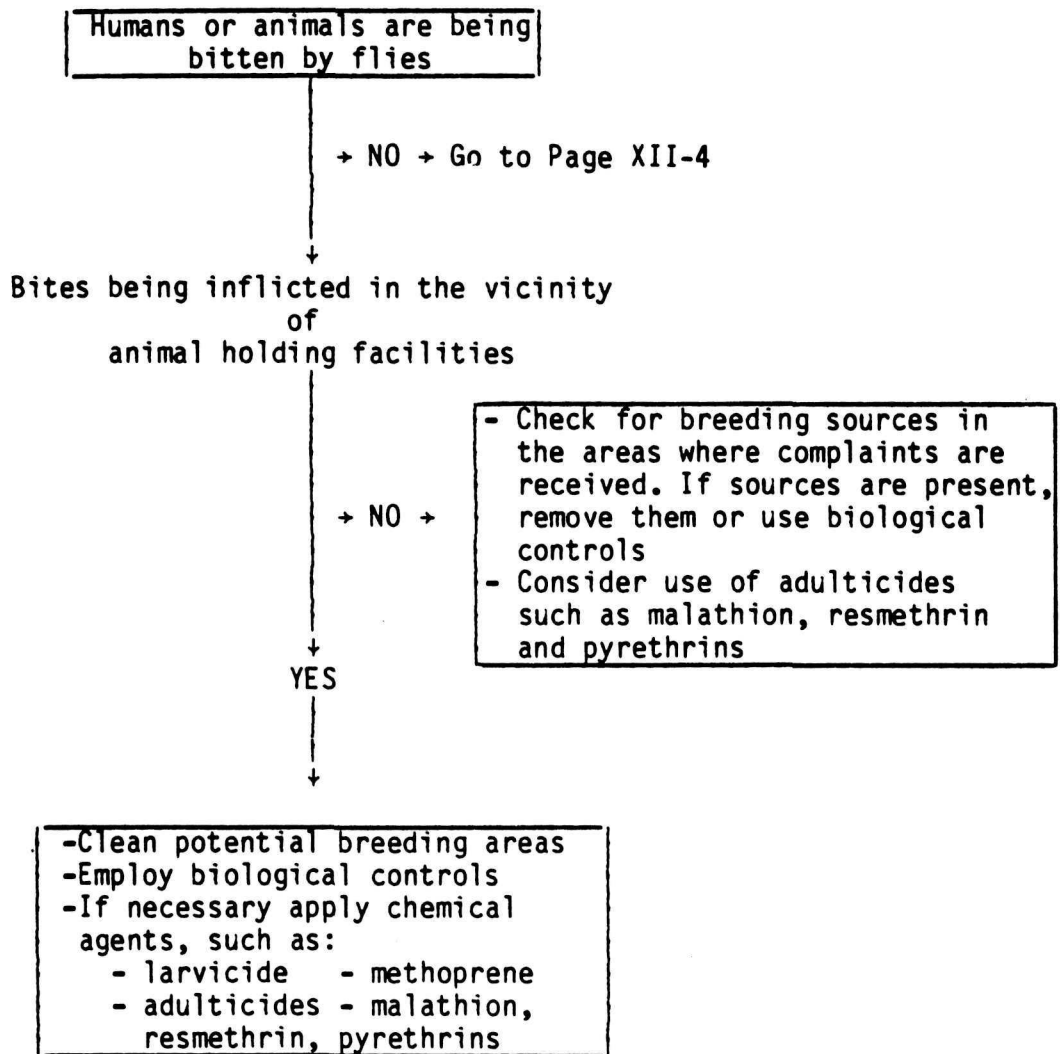 Humans or animals are being
bitten by flies
→ NO → Go to Page XII-4
Bites being inflicted in the vicinity
of
animal holding facilities
- Check for breeding sources in
the areas where complaints are
received. If sources are present,
remove them or use biological
controls
- Consider use of adulticides
such as malathion, resmethrin
and pyrethrins
→ NO →
YES
-Clean potential breeding areas
-Employ biological controls
-If necessary apply chemical
agents, such as:
- larvicide - methoprene
- adulticides - malathion,
resmethrin, pyrethrins